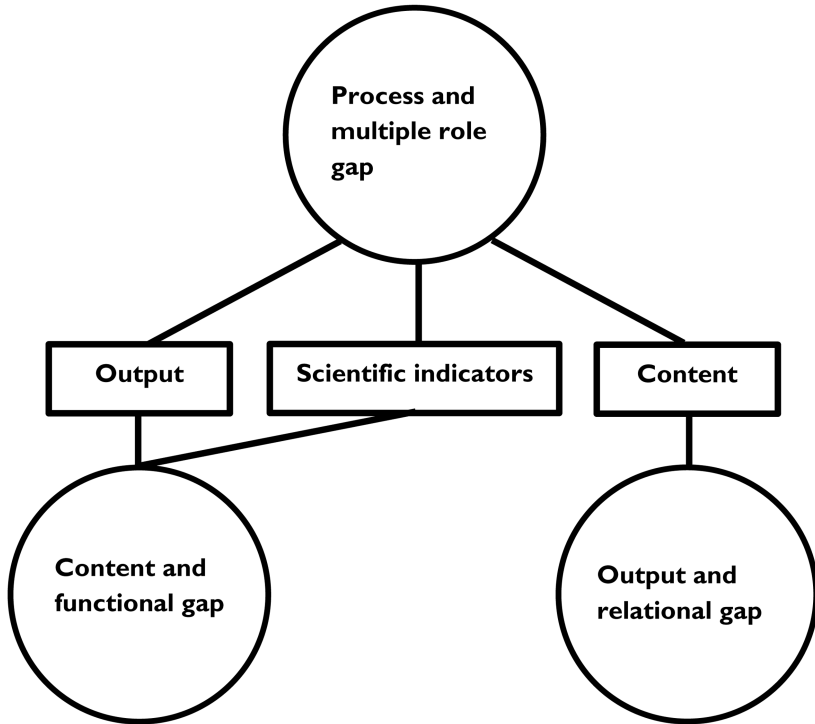 Process and
multiple role
gap
Output
Scientific indicators
Content
Content and
functional gap
Output and
relational gap